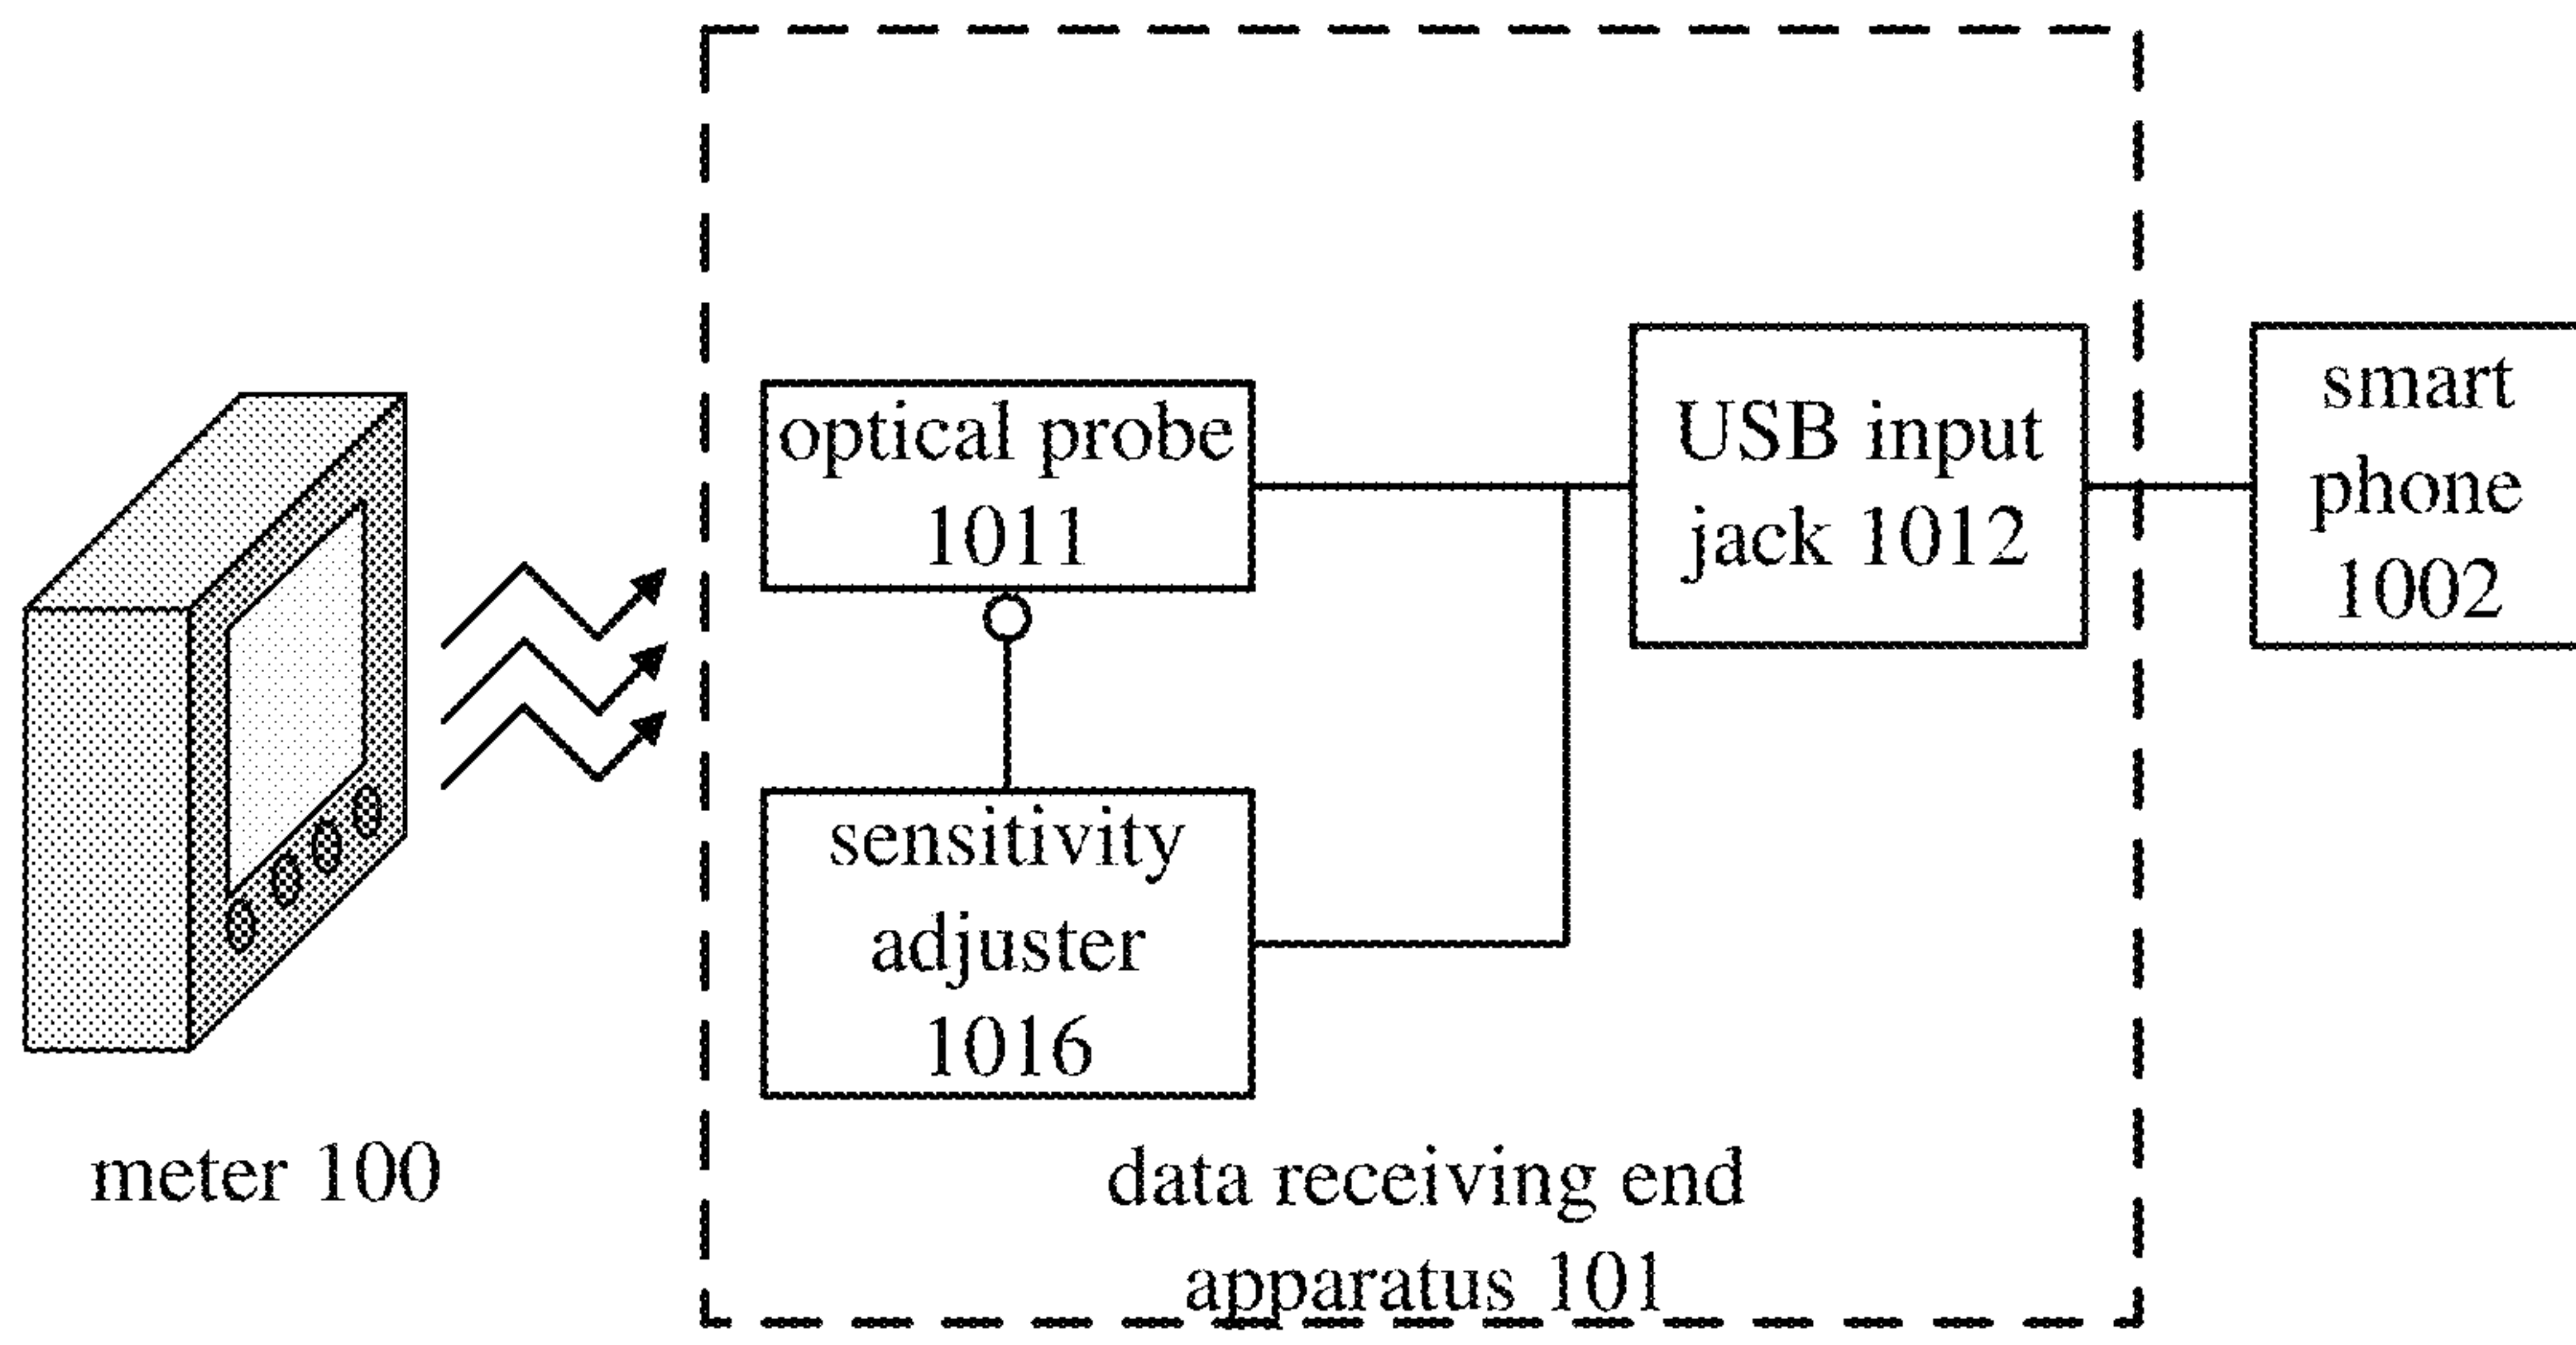 optical probe
1011
USB input
jack 1012
smart
phone
1002
sensitivity
adjuster
1016
meter 100
data receiving end
apparatus 101